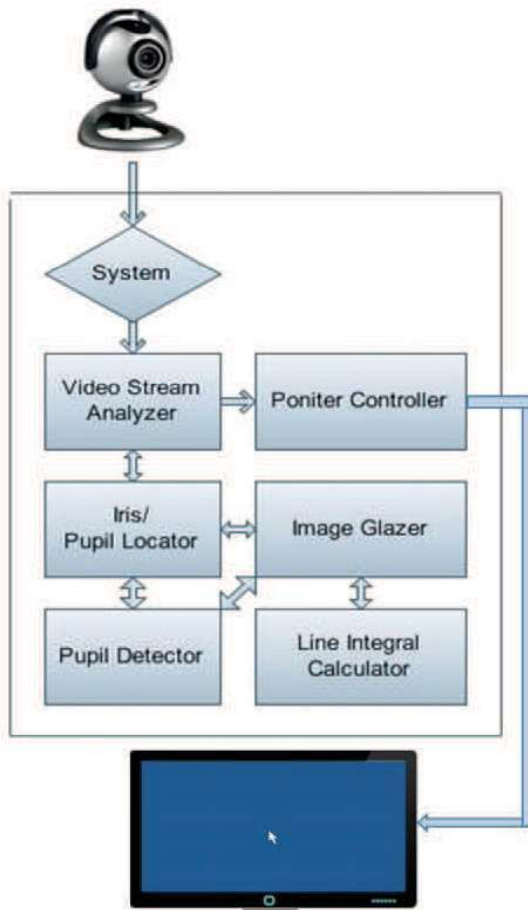 System
Video Stream
Analyzer
Poniter Controller
Iris/
Pupil Locator
Image Glazer
Pupil Detector
Line Integral
Calculator